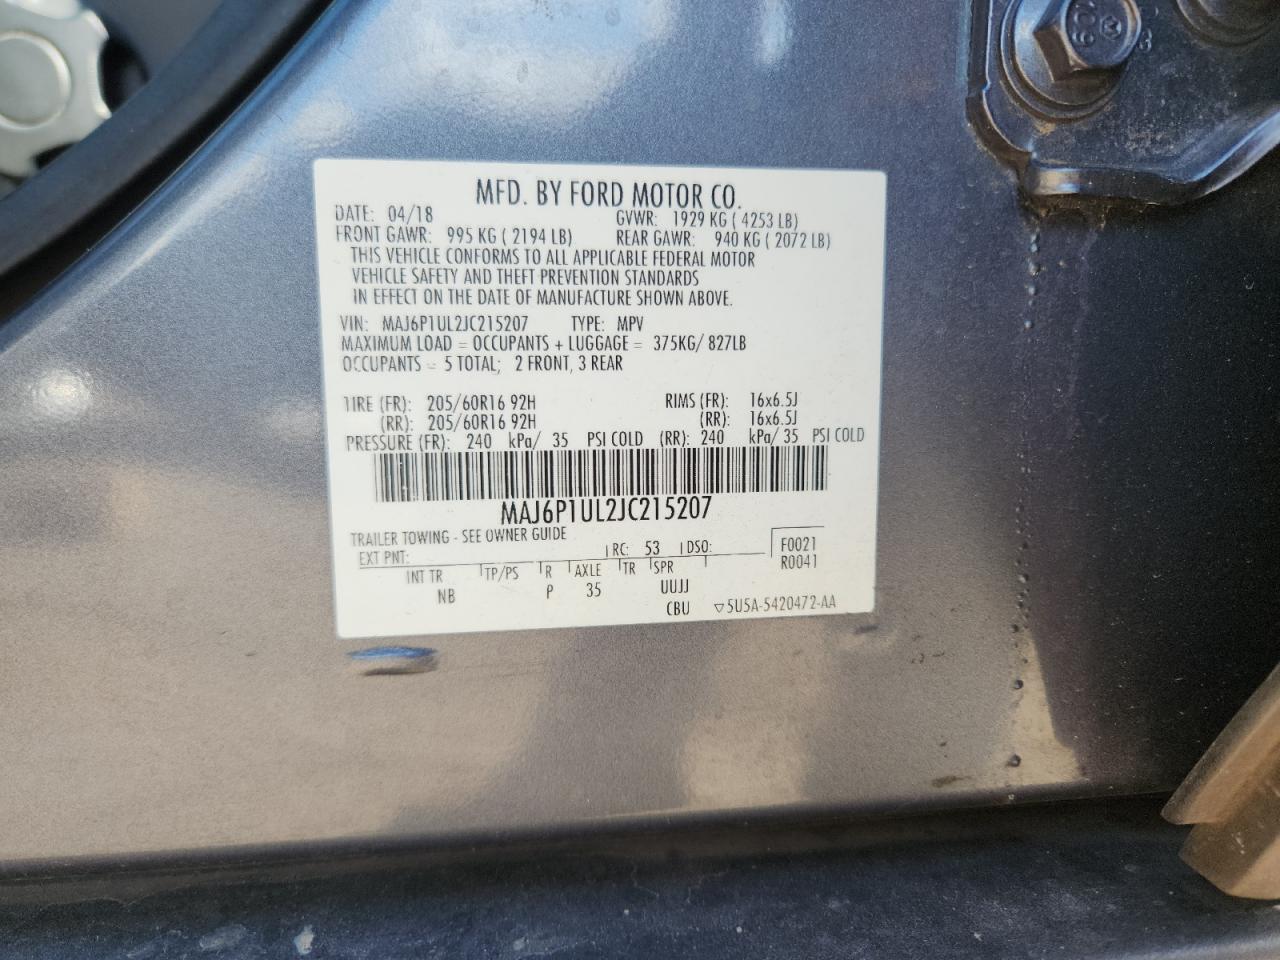 MFD. BY FORD MOTOR CO.
DATE: 04/18 GVWR: 1929 KG ( 4253 LB)
FRONT GAWR: 995 KG ( 2194 LB) REAR GAWR: 940 KG ( 2072 LB)
THIS VEHICLE CONFORMS TO ALL APPLICABLE FEDERAL MOTOR
VEHICLE SAFETY AND THEFT PREVENTION STANDARDS
IN EFFECT ON THE DATE OF MANUFACTURE SHOWN ABOVE.
VIN: MAJ6P1UL2JC215207 TYPE: MPV
MAXIMUM LOAD = OCCUPANTS + LUGGAGE = 375KG/ 827LB
OCCUPANTS = 5 TOTAL; 2 FRONT, 3 REAR
TIRE (FR): 205/60R16 92H RIMS (FR): 16x6.5J
(RR): 205/60R16 92H (RR): 16x6.5J
PRESSURE (FR): 240 kPa/ 35 PSI COLD (RR): 240 kPa/ 35 PSI COLD
MAJ6P1UL2JC215207
TRAILER TOWING - SEE OWNER GUIDE
EXT PNT: RC: 53 DSO: F0021
R0041
INT TR TP/PS R AXLE TR SPR
NB P 35 UUJJ
CBU ▽5U5A-5420472-AA